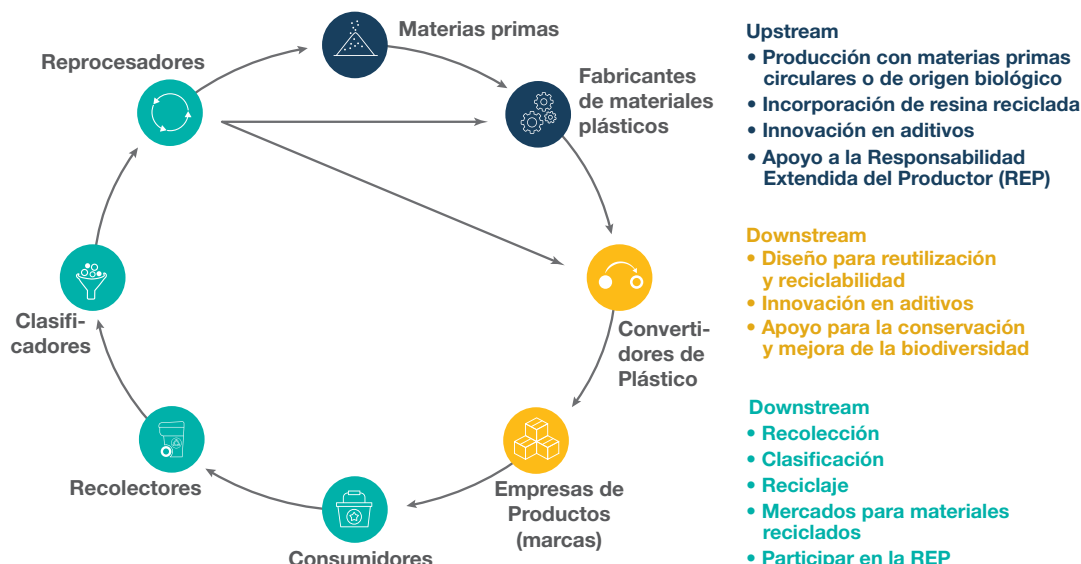 Materias primas
Reprocesadores
Fabricantes
de materiales
plásticos
Clasifi-
cadores
Converti-
dores de
Plástico
Recolectores
Empresas de
Productos
(marcas)
Consumidores
Upstream
• Producción con materias primas
circulares o de origen biológico
• Incorporación de resina reciclada
• Innovación en aditivos
• Apoyo a la Responsabilidad
Extendida del Productor (REP)
Downstream
• Diseño para reutilización
y reciclabilidad
• Innovación en aditivos
• Apoyo para la conservación
y mejora de la biodiversidad
Downstream
• Recolección
• Clasificación
• Reciclaje
• Mercados para materiales
reciclados
• Participar en la REP